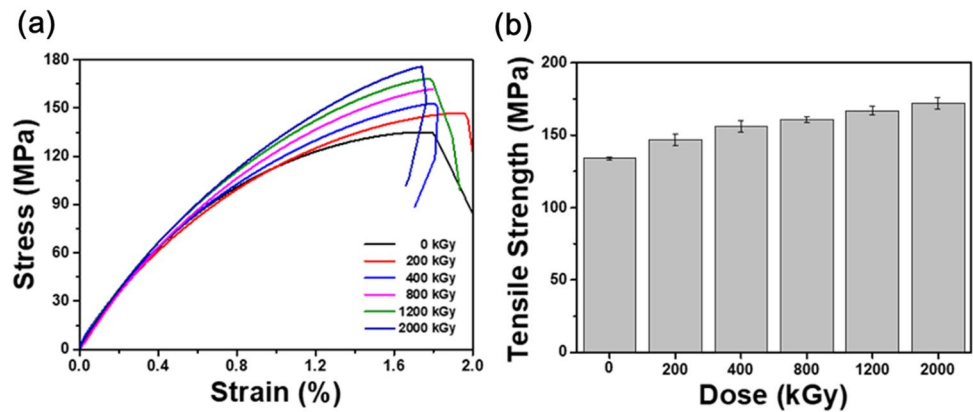 (a)
180
150
120
90
60
30
0
0.0
0.4
0.8
1.2
1.6
2.0
Stress (MPa)
Strain (%)
0 kGy
200 kGy
400 kGy
800 kGy
1200 kGy
2000 kGy
(b)
200
150
100
50
0
0
200
400
800
1200
2000
Tensile Strength (MPa)
Dose (kGy)